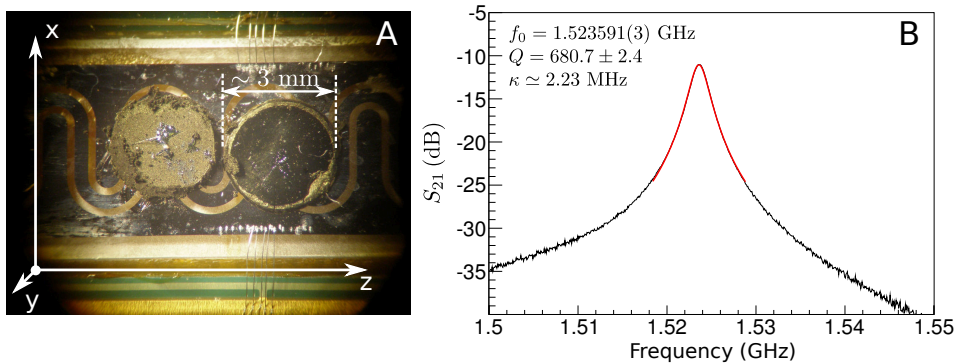 A
x
~ 3 mm
z
y
B
f₀ = 1.523591(3) GHz
Q = 680.7 ± 2.4
κ ≃ 2.23 MHz
S₂₁ (dB)
-5
-10
-15
-20
-25
-30
-35
1.5
1.51
1.52
1.53
1.54
1.55
Frequency (GHz)